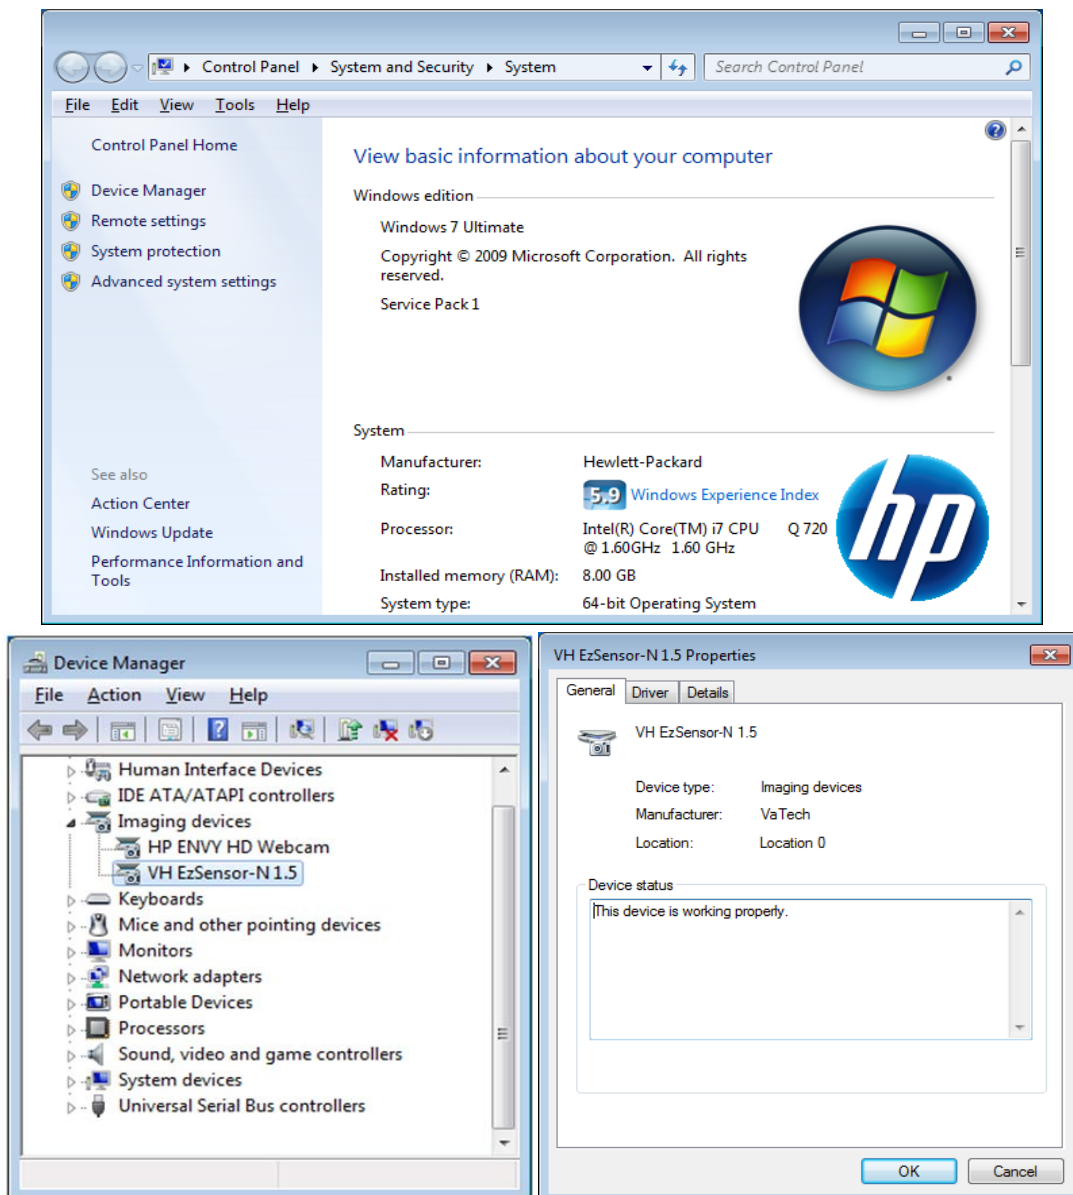 Control Panel ▸ System and Security ▸ System
Search Control Panel
File Edit View Tools Help
Control Panel Home
Device Manager
Remote settings
System protection
Advanced system settings
See also
Action Center
Windows Update
Performance Information and
Tools
View basic information about your computer
Windows edition
Windows 7 Ultimate
Copyright © 2009 Microsoft Corporation. All rights
reserved.
Service Pack 1
System
Manufacturer: Hewlett-Packard
Rating: 5.9 Windows Experience Index
Processor: Intel(R) Core(TM) i7 CPU Q 720
@ 1.60GHz 1.60 GHz
Installed memory (RAM): 8.00 GB
System type: 64-bit Operating System
hp
Device Manager
File Action View Help
Human Interface Devices
IDE ATA/ATAPI controllers
Imaging devices
HP ENVY HD Webcam
VH EzSensor-N 1.5
Keyboards
Mice and other pointing devices
Monitors
Network adapters
Portable Devices
Processors
Sound, video and game controllers
System devices
Universal Serial Bus controllers
VH EzSensor-N 1.5 Properties
General Driver Details
VH EzSensor-N 1.5
Device type: Imaging devices
Manufacturer: VaTech
Location: Location 0
Device status
This device is working properly.
OK Cancel